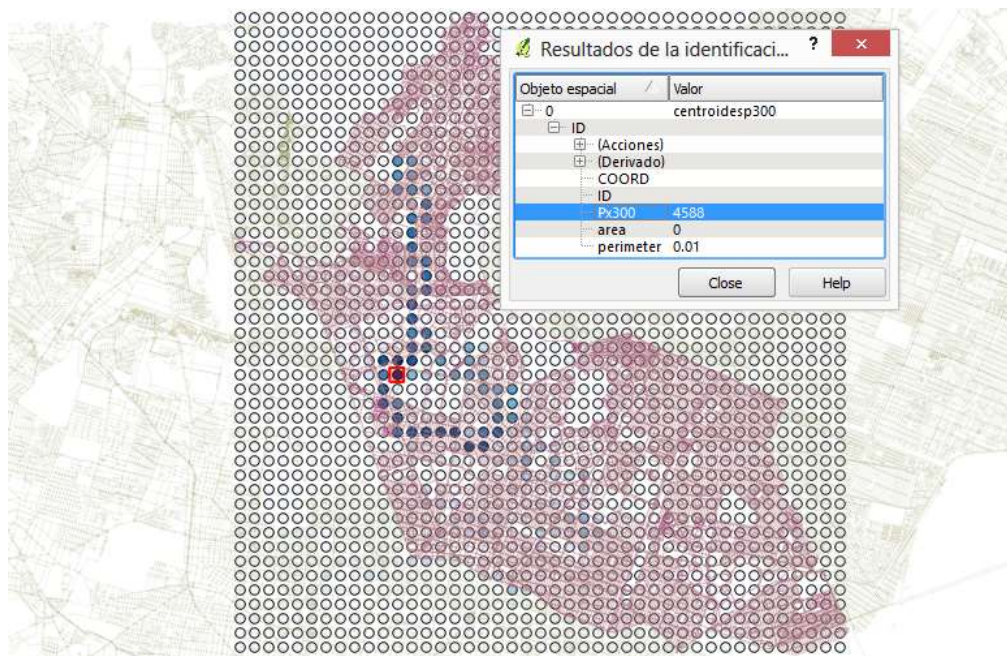 Resultados de la identificaci... ?
Objeto espacial Valor
0 centroidesp300
ID
(Acciones)
(Derivado)
COORD
ID
Px300 4588
area 0
perimeter 0.01
Close Help